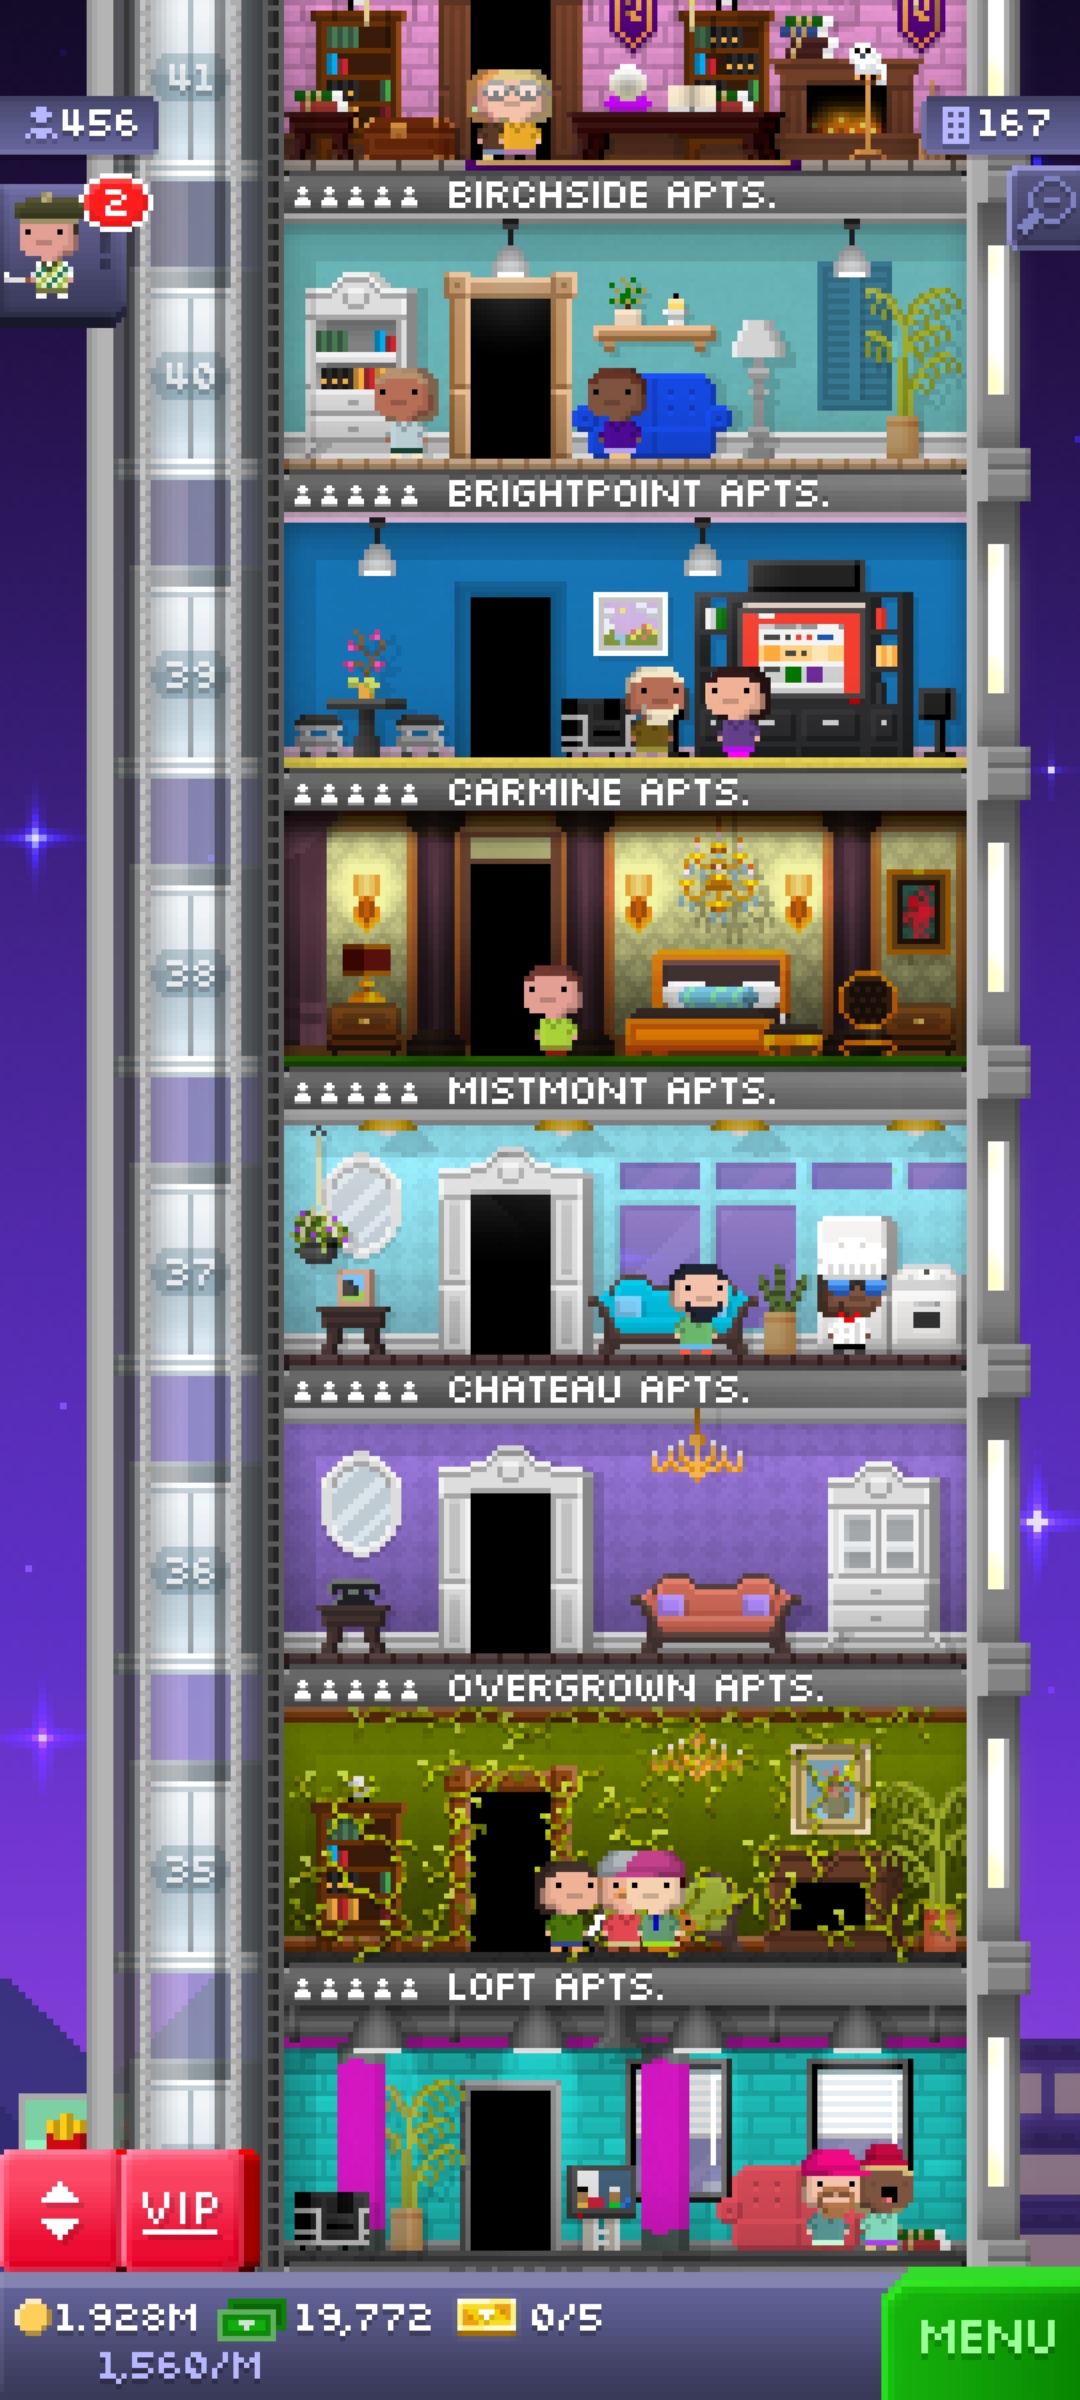 41
456
167
2
BIRCHSIDE APTS.
40
BRIGHTPOINT APTS.
39
CARMINE APTS.
38
MISTMONT APTS.
37
CHATEAU APTS.
36
OVERGROWN APTS.
35
LOFT APTS.
VIP
1.928M 19,772 0/5
1,560/M
MENU